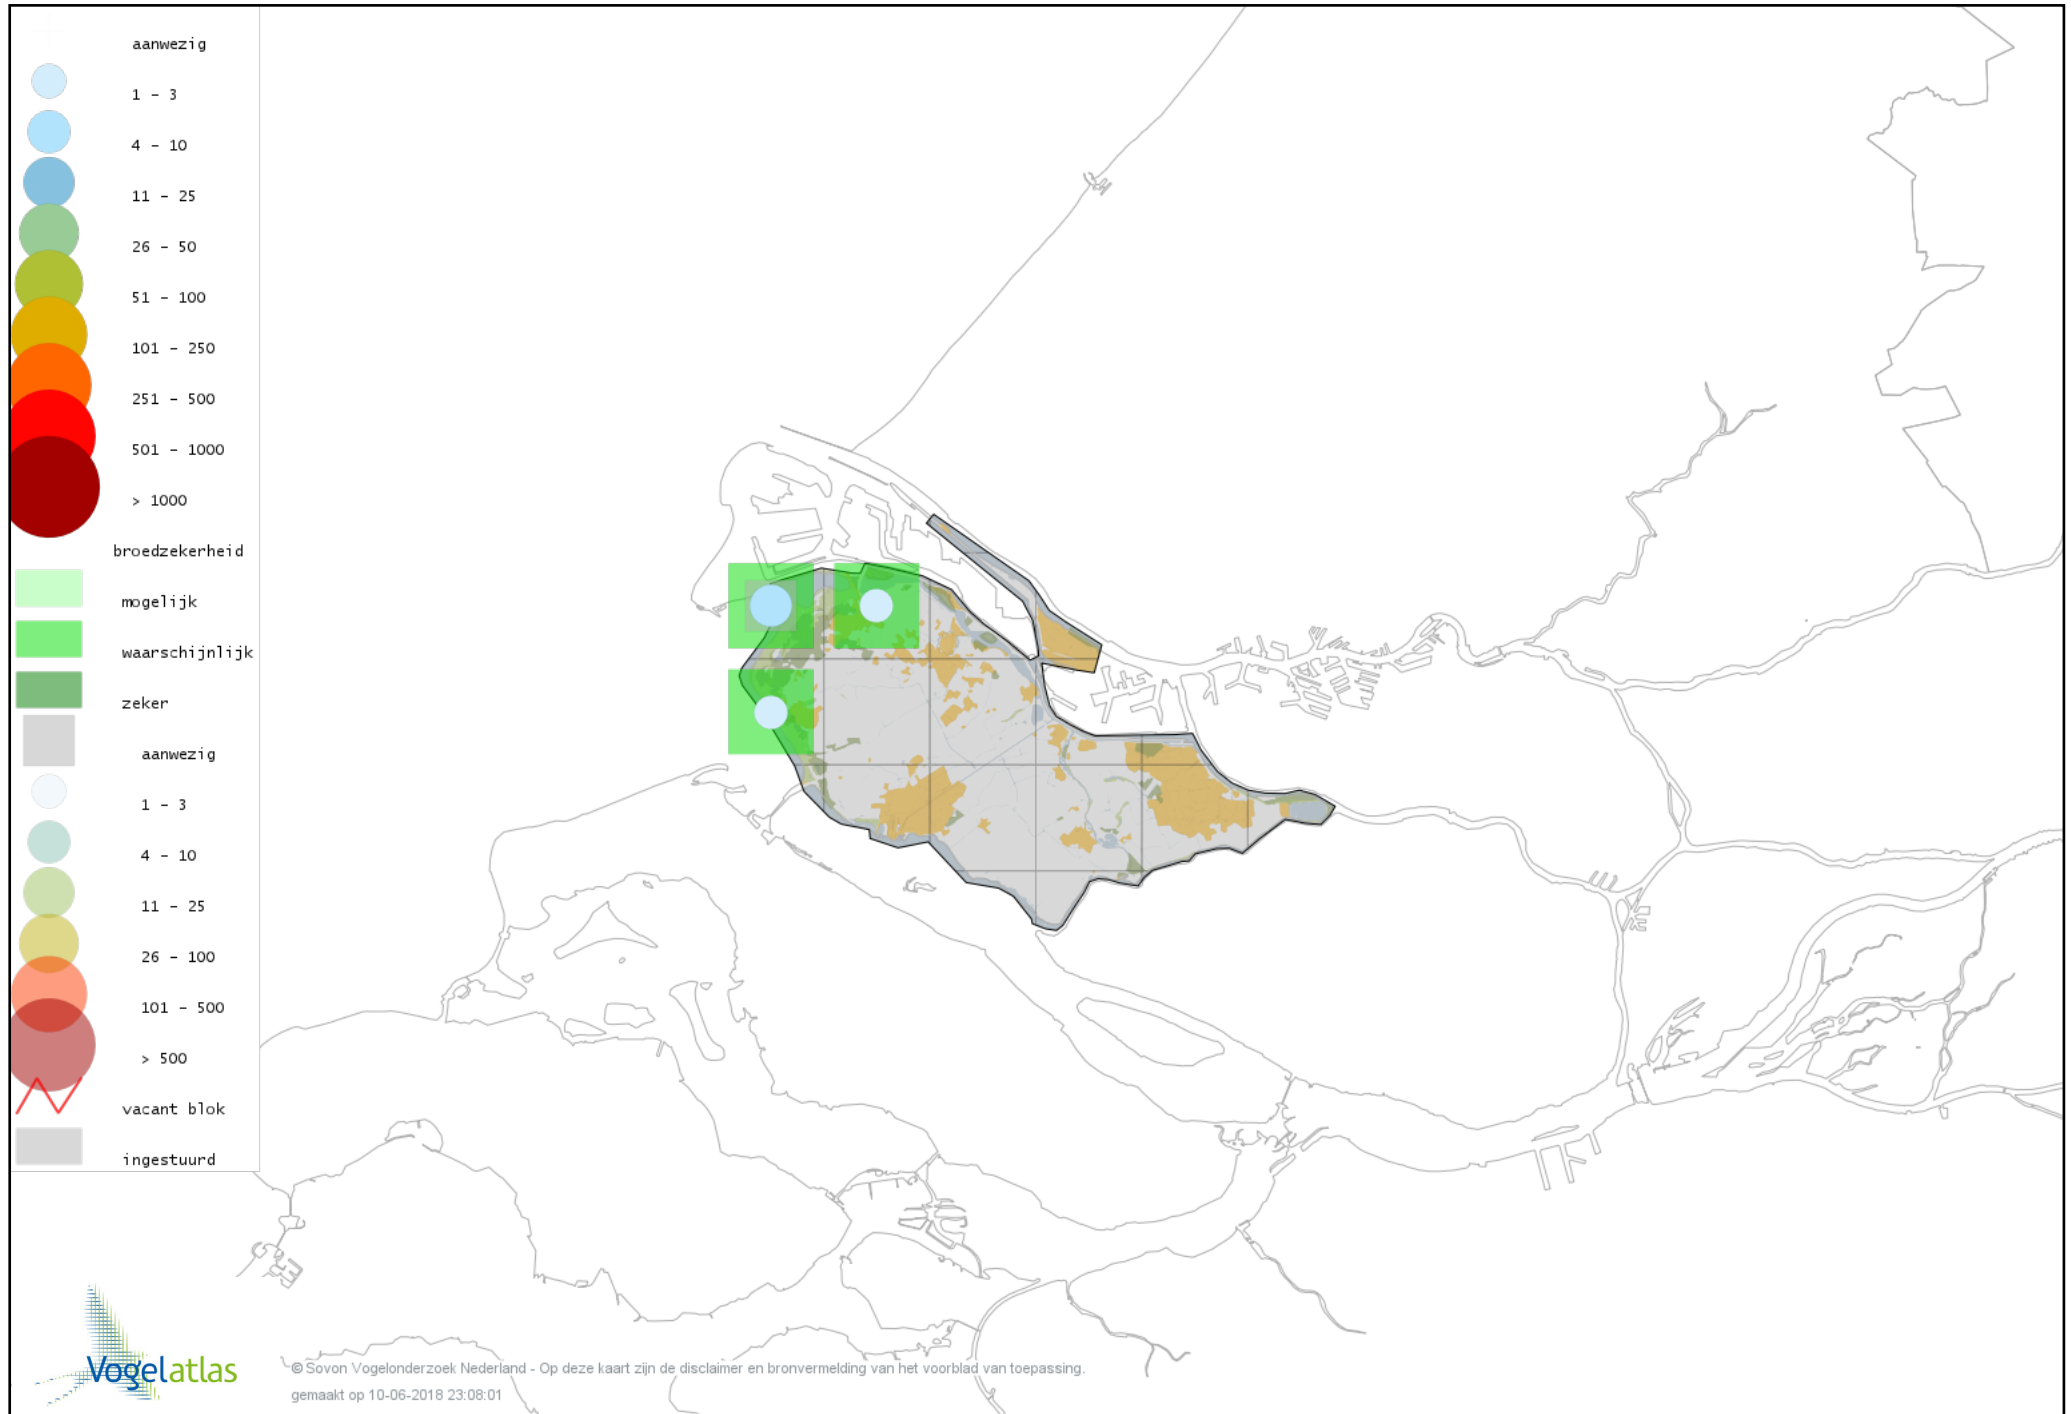 aanwezig
1 - 3
4 - 10
11 - 25
26 - 50
51 - 100
101 - 250
251 - 500
501 - 1000
> 1000
broedzekerheid
mogelijk
waarschijnlijk
zeker
aanwezig
1 - 3
4 - 10
11 - 25
26 - 100
101 - 500
> 500
vacant blok
ingestuurd
Vogelatlas
© Sovon Vogelonderzoek Nederland - Op deze kaart zijn de disclaimer en bronvermelding van het voorblad van toepassing.
gemaakt op 10-06-2018 23:08:01